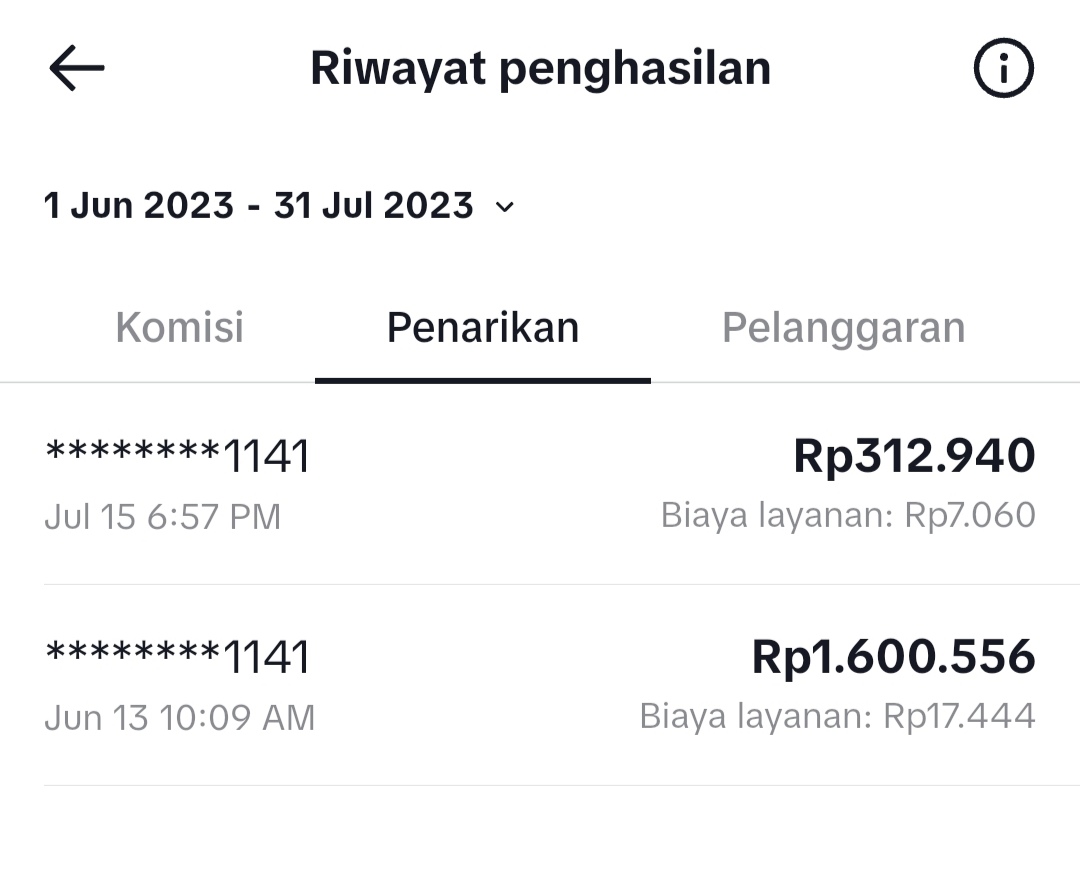 Riwayat penghasilan
1 Jun 2023 - 31 Jul 2023
Komisi Penarikan Pelanggaran
********1141 Rp312.940
Jul 15 6:57 PM Biaya layanan: Rp7.060
********1141 Rp1.600.556
Jun 13 10:09 AM Biaya layanan: Rp17.444